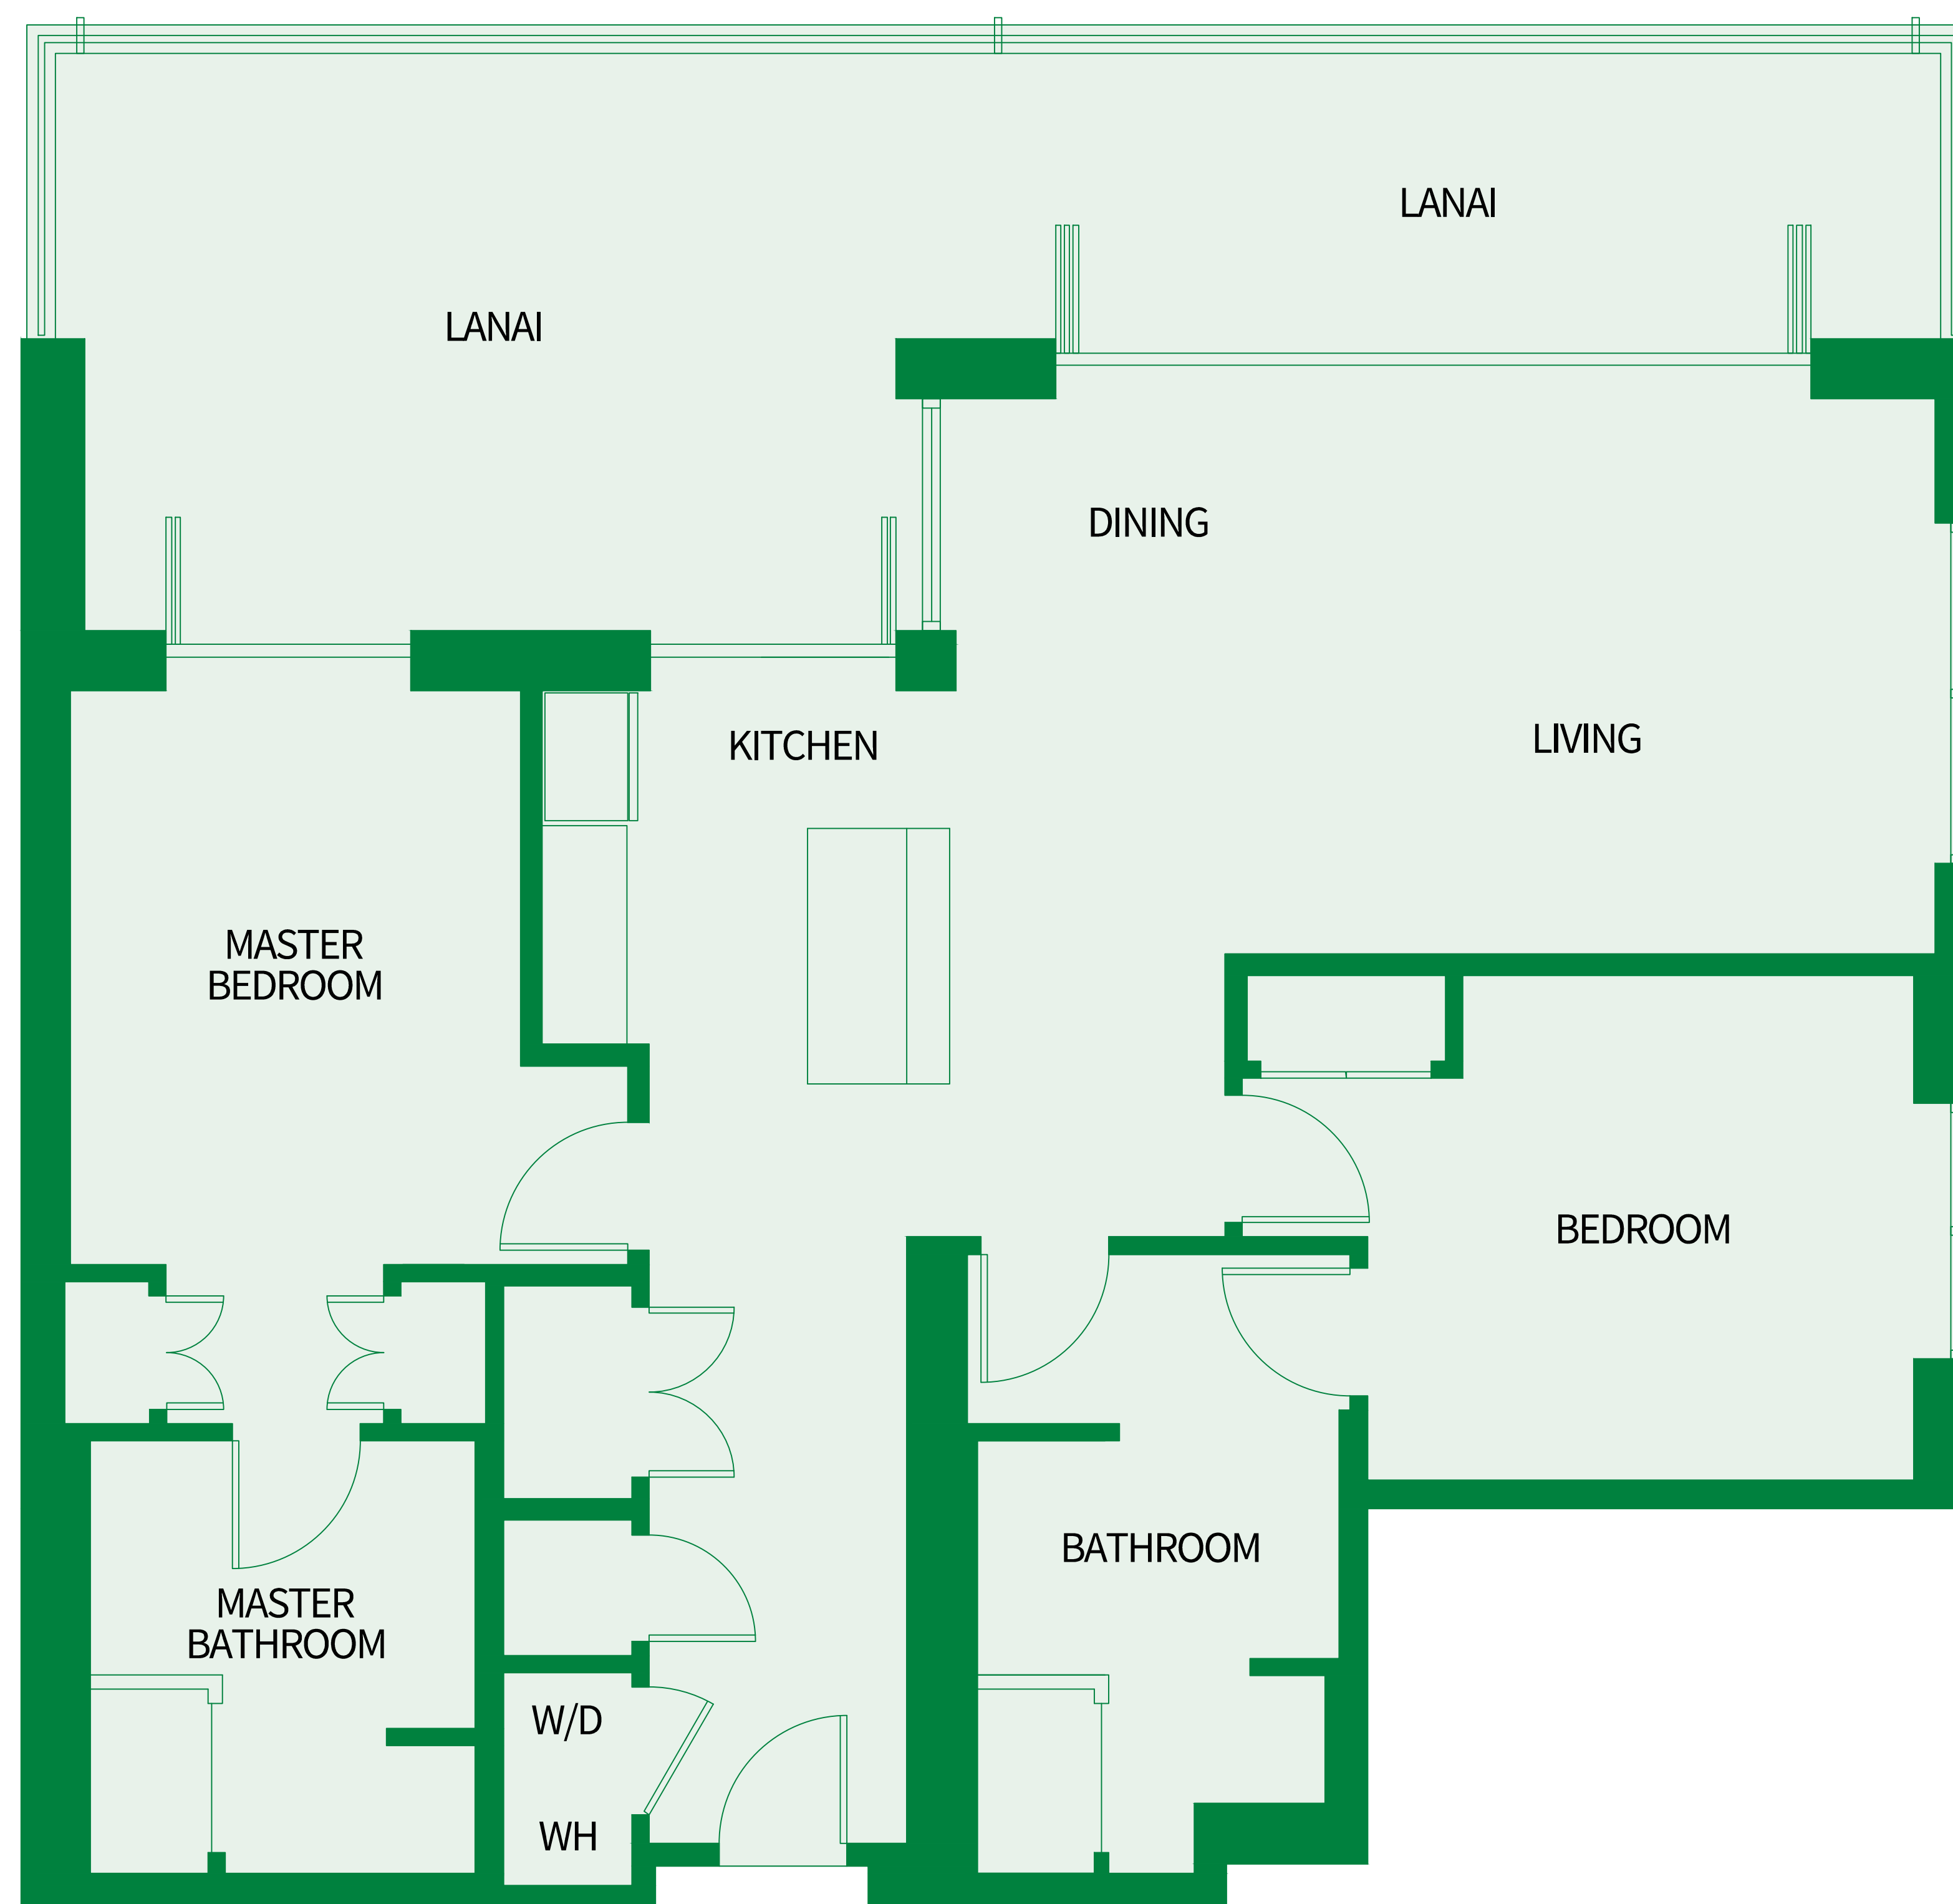 LANAI
LANAI
DINING
LIVING
KITCHEN
MASTER
BEDROOM
BEDROOM
BATHROOM
MASTER
BATHROOM
W/D
WH